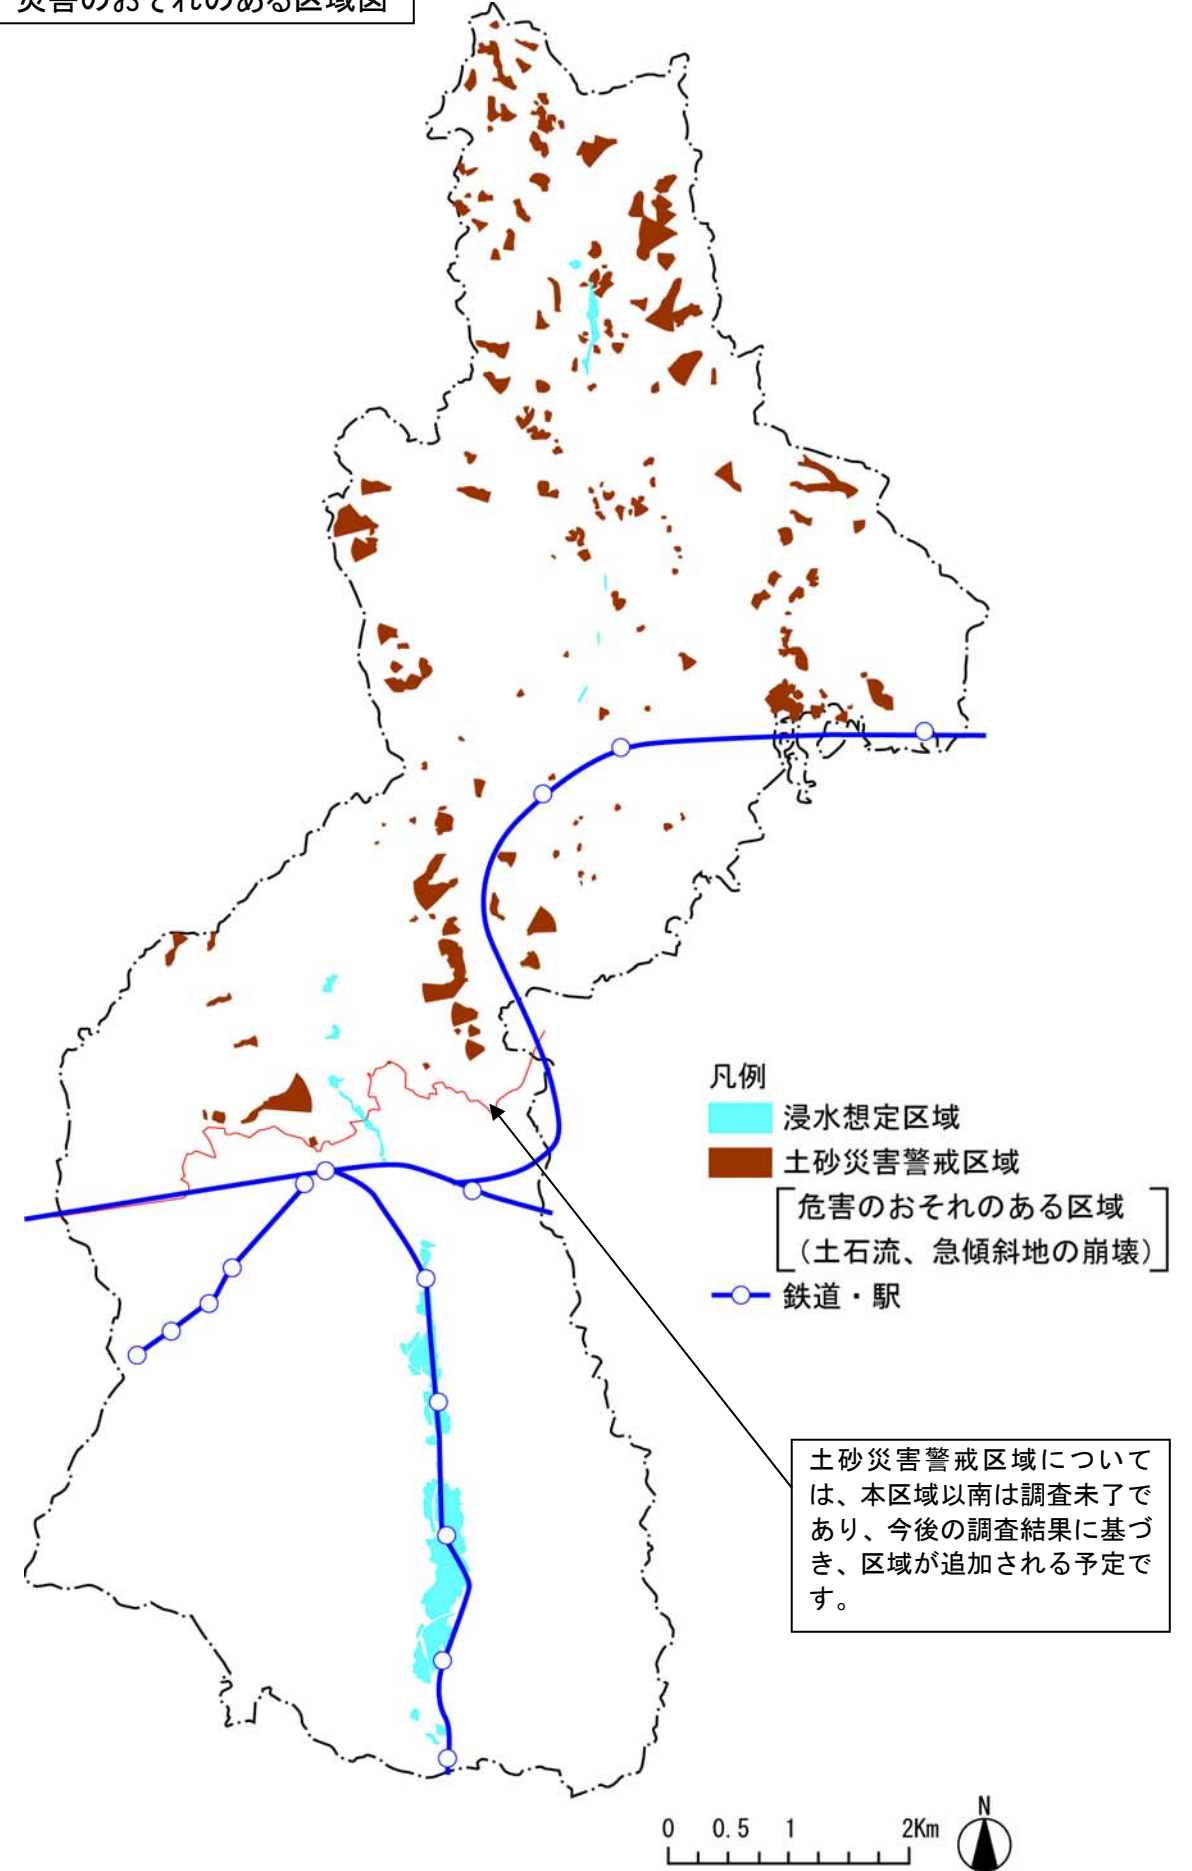 災害のおそれのある区域図
凡例
浸水想定区域
土砂災害警戒区域
危害のおそれのある区域
（土石流、急傾斜地の崩壊）
鉄道・駅
土砂災害警戒区域について
は、本区域以南は調査未了で
あり、今後の調査結果に基づ
き、区域が追加される予定で
す。
0 0.5 1 2Km
N